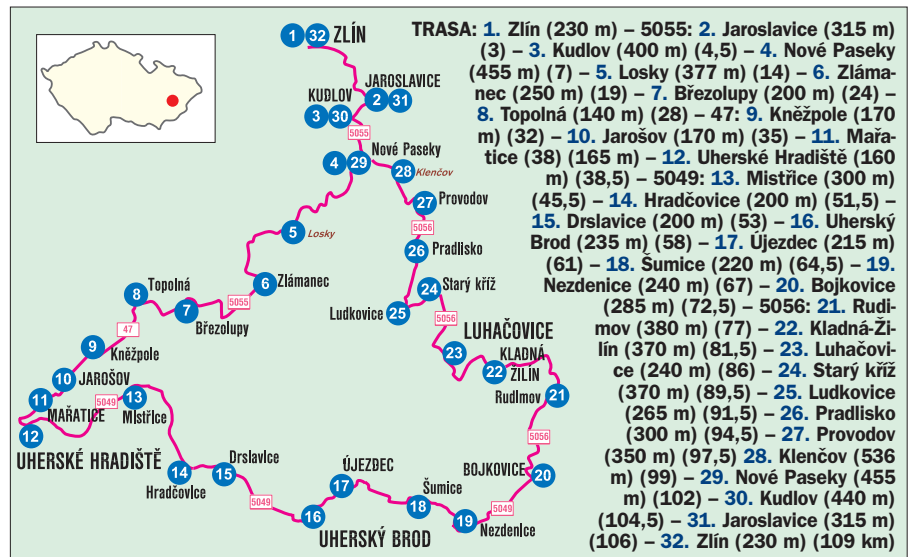 1 32 ZLÍN
JAROSLAVICE
2 31
KUDLOV
3 30
5055
Nové Paseky
4 29
28 Klenčov
27 Provodov
5056
26 Pradlisko
5 Losky
6 Zlámanec
24 Starý kříž
Topolná
8
7
5055
Březolupy
Ludkovice 25
5056
47
LUHAČOVICE
9
Kněžpole
23
KLADNÁ
ŽILÍN
22
10 JAROŠOV
21
Rudimov
11
5049
13
MAŘATICE
Mistřice
12
5056
UHERSKÉ HRADIŠTĚ
Drslavice
14 15
Hradčovice
ÚJEZDEC
17
BOJKOVICE
20
5049
Šumice
18
5049
16
19 Nezdenice
UHERSKÝ BROD
TRASA: 1. Zlín (230 m) – 5055: 2. Jaroslavice (315 m)
(3) – 3. Kudlov (400 m) (4,5) – 4. Nové Paseky
(455 m) (7) – 5. Losky (377 m) (14) – 6. Zláma-
nec (250 m) (19) – 7. Březolupy (200 m) (24) –
8. Topolná (140 m) (28) – 47: 9. Kněžpole (170
m) (32) – 10. Jarošov (170 m) (35) – 11. Mařa-
tice (38) (165 m) – 12. Uherské Hradiště (160
m) (38,5) – 5049: 13. Mistřice (300 m)
(45,5) – 14. Hradčovice (200 m) (51,5) –
15. Drslavice (200 m) (53) – 16. Uherský
Brod (235 m) (58) – 17. Újezdec (215 m)
(61) – 18. Šumice (220 m) (64,5) – 19.
Nezdenice (240 m) (67) – 20. Bojkovice
(285 m) (72,5) – 5056: 21. Rudi-
mov (380 m) (77) – 22. Kladná-Ži-
lín (370 m) (81,5) – 23. Luhačovi-
ce (240 m) (86) – 24. Starý kříž
(370 m) (89,5) – 25. Ludkovice
(265 m) (91,5) – 26. Pradlisko
(300 m) (94,5) – 27. Provodov
(350 m) (97,5) 28. Klenčov (536
m) (99) – 29. Nové Paseky (455
m) (102) – 30. Kudlov (440 m)
(104,5) – 31. Jaroslavice (315 m)
(106) – 32. Zlín (230 m) (109 km)